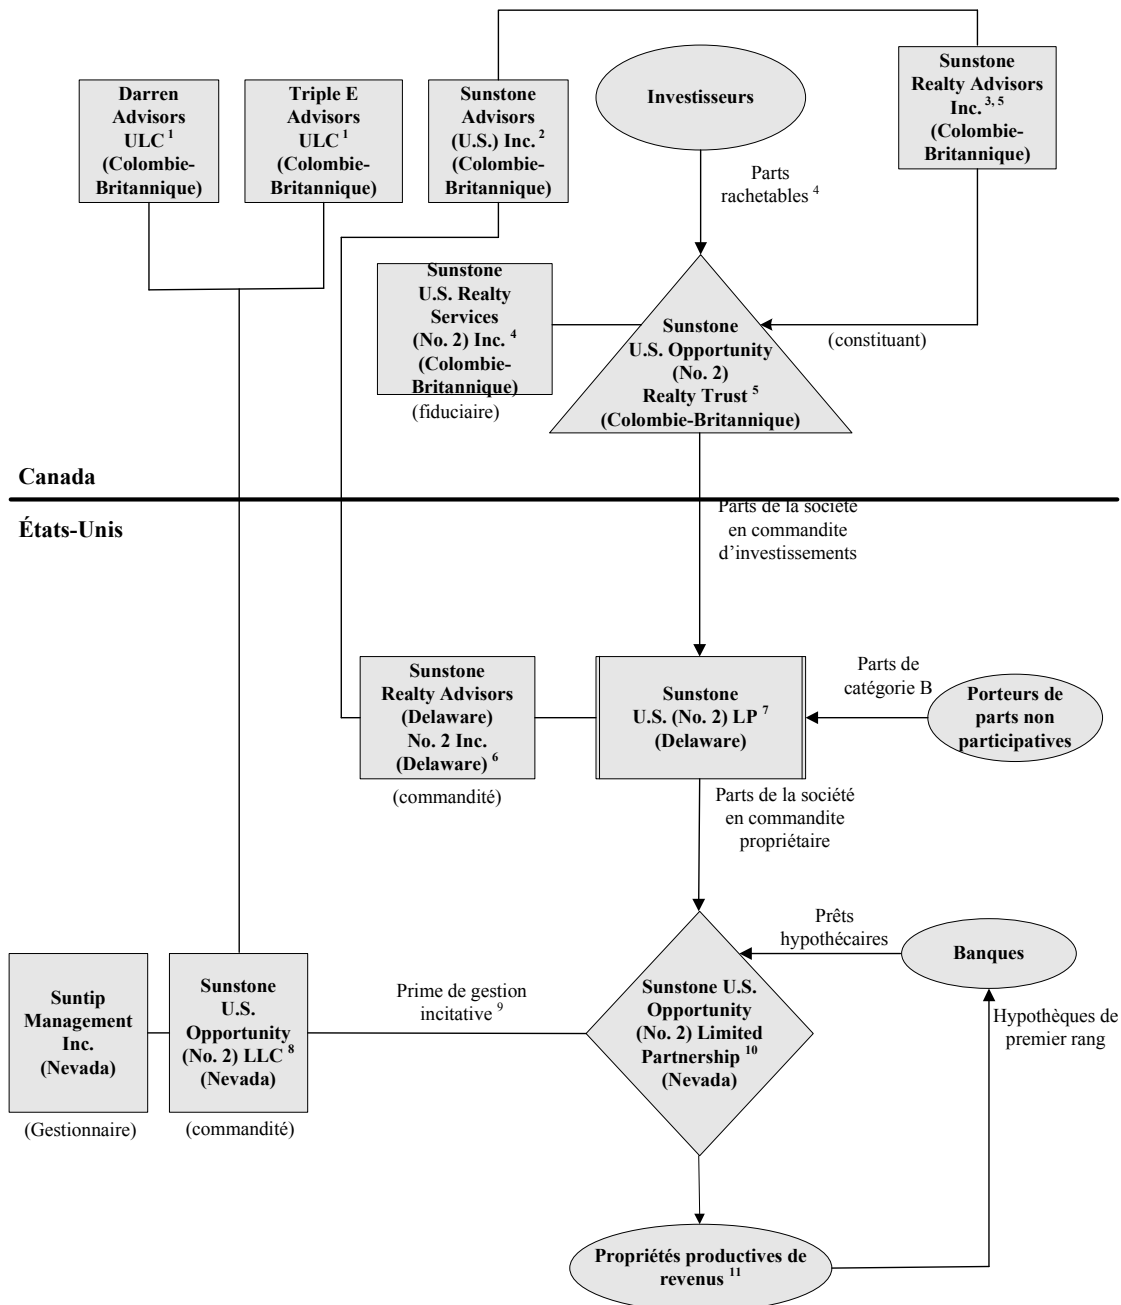 Darren
Advisors
ULC 1
(Colombie-
Britannique)
Triple E
Advisors
ULC 1
(Colombie-
Britannique)
Sunstone
Advisors
(U.S.) Inc. 2
(Colombie-
Britannique)
Investisseurs
Sunstone
Realty Advisors
Inc. 3, 5
(Colombie-
Britannique)
Parts
rachetables 4
Sunstone
U.S. Realty
Services
(No. 2) Inc. 4
(Colombie-
Britannique)
(fiduciaire)
Sunstone
U.S. Opportunity
(No. 2)
Realty Trust 5
(Colombie-Britannique)
(constituant)
Canada
États-Unis
Parts de la société
en commandite
d’investissements
Sunstone
Realty Advisors
(Delaware)
No. 2 Inc.
(Delaware) 6
(commandité)
Sunstone
U.S. (No. 2) LP 7
(Delaware)
Parts de
catégorie B
Porteurs de
parts non
participatives
Parts de la société
en commandite
propriétaire
Suntip
Management
Inc.
(Nevada)
(Gestionnaire)
Sunstone
U.S.
Opportunity
(No. 2) LLC 8
(Nevada)
(commandité)
Prime de gestion
incitative 9
Sunstone U.S.
Opportunity
(No. 2) Limited
Partnership 10
(Nevada)
Prêts
hypothécaires
Banques
Hypothèques de
premier rang
Propriétés productives de
revenus 11